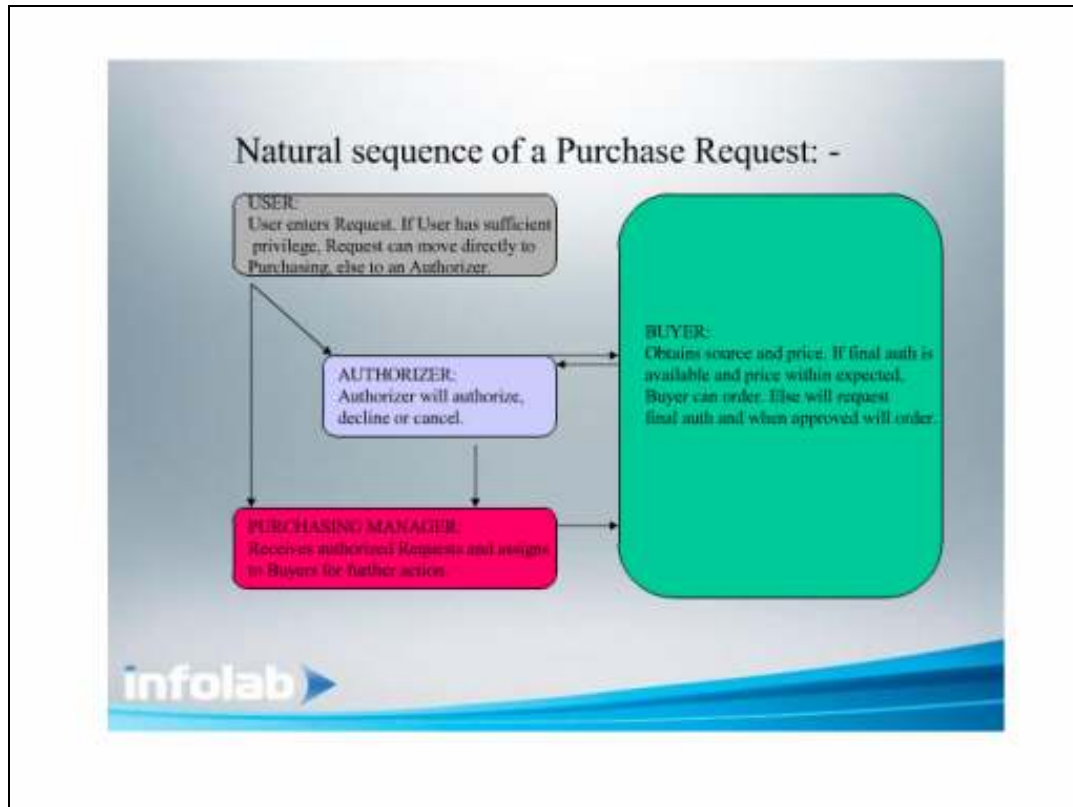 Natural sequence of a Purchase Request: -
USER:
User enters Request. If User has sufficient
privilege, Request can move directly to
Purchasing, else to an Authorizer.
AUTHORIZER:
Authorizer will authorize,
decline or cancel.
PURCHASING MANAGER:
Receives authorized Requests and assigns
to Buyers for further action.
BUYER:
Obtains source and price. If final auth is
available and price within expected,
Buyer can order. Else will request
final auth and when approved will order.
infolab